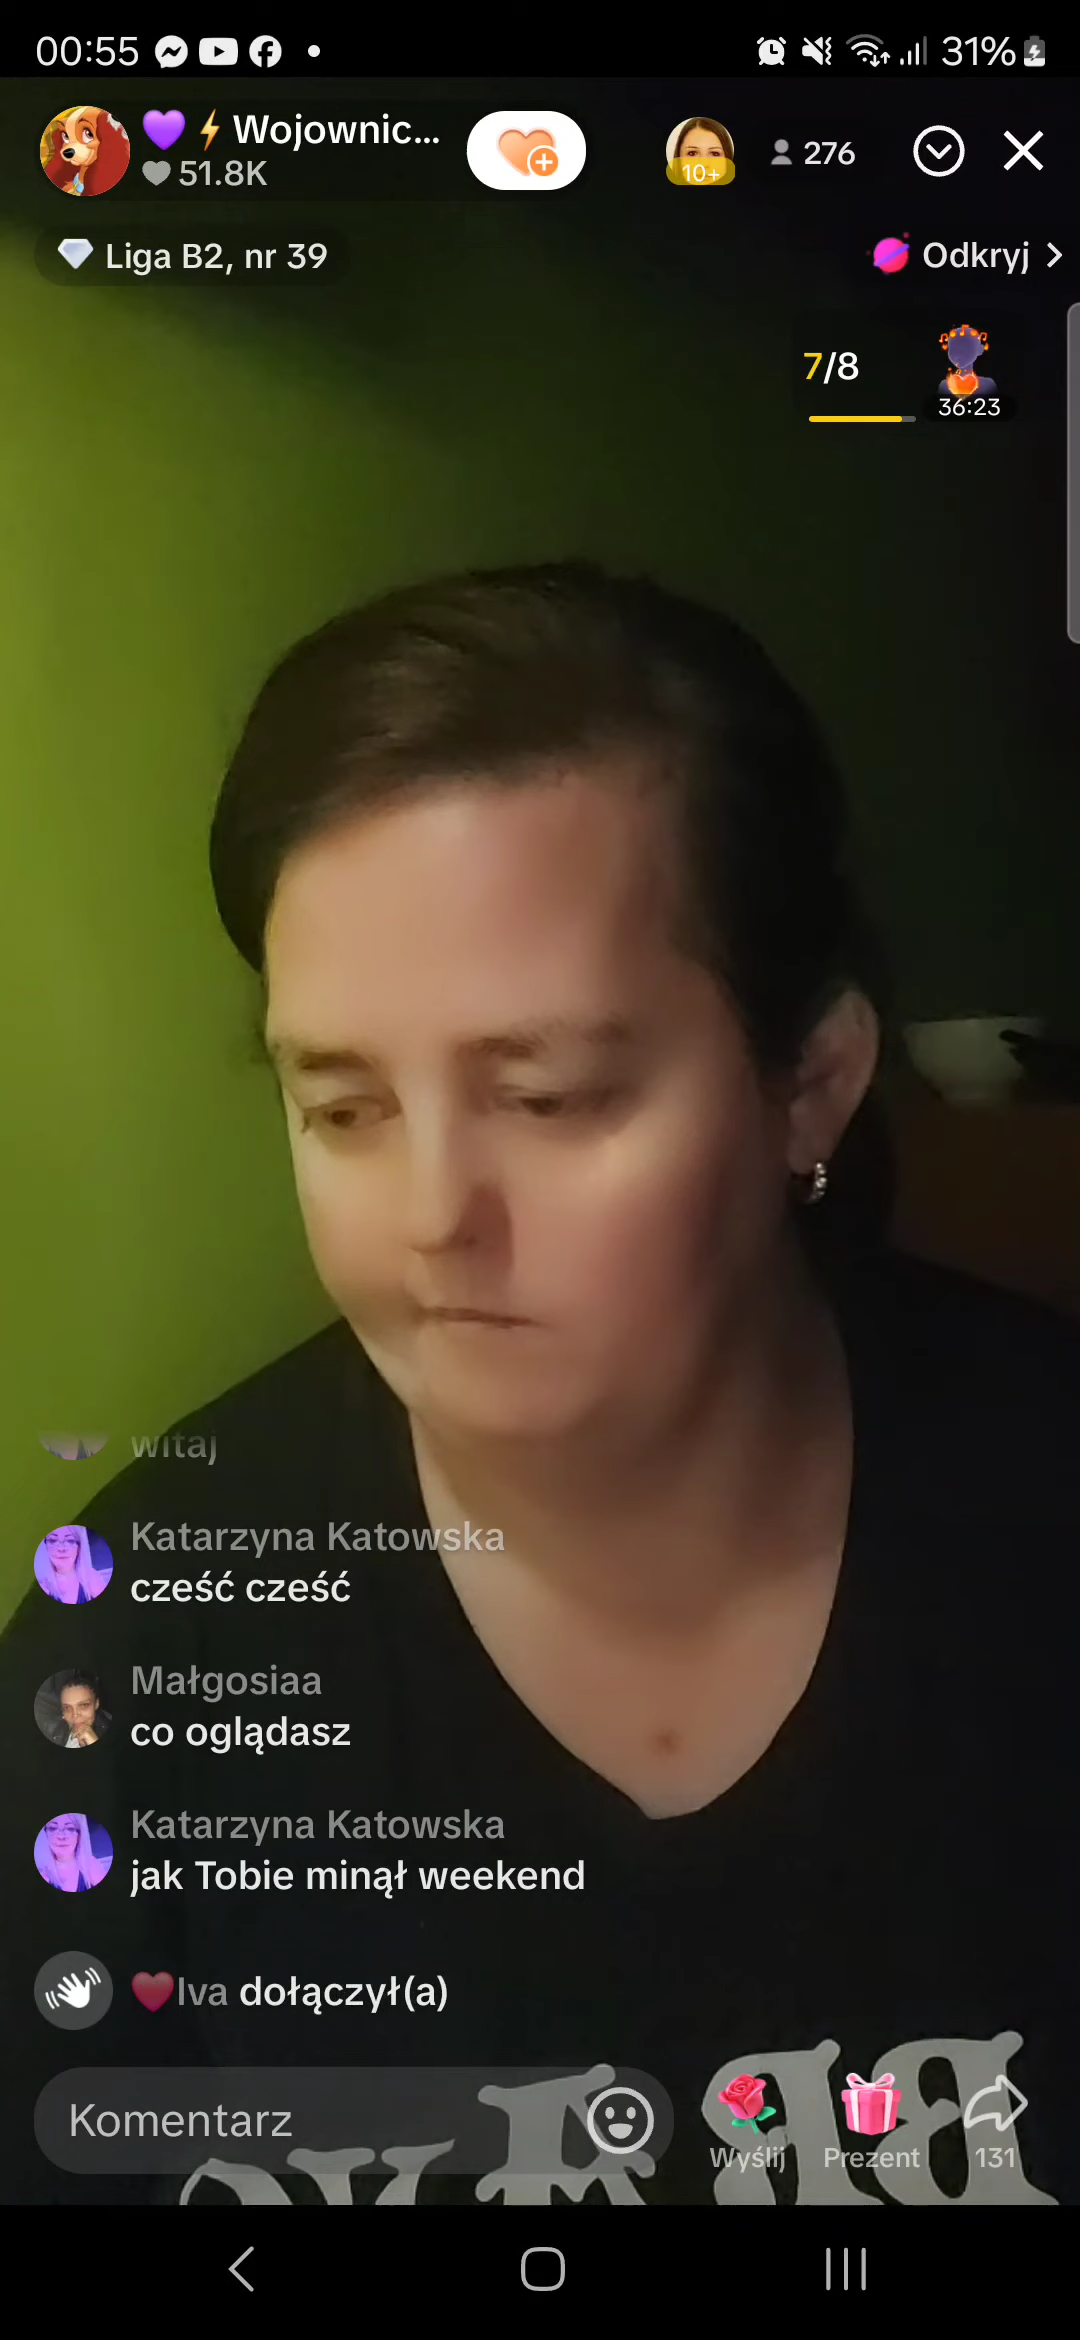 00:55
31%
Wojownic...
51.8K
10+
276
Liga B2, nr 39
Odkryj
7/8
36:23
witaj
Katarzyna Katowska
cześć cześć
Małgosiaa
co oglądasz
Katarzyna Katowska
jak Tobie minął weekend
Iva dołączył(a)
Komentarz
Wyślij
Prezent
131